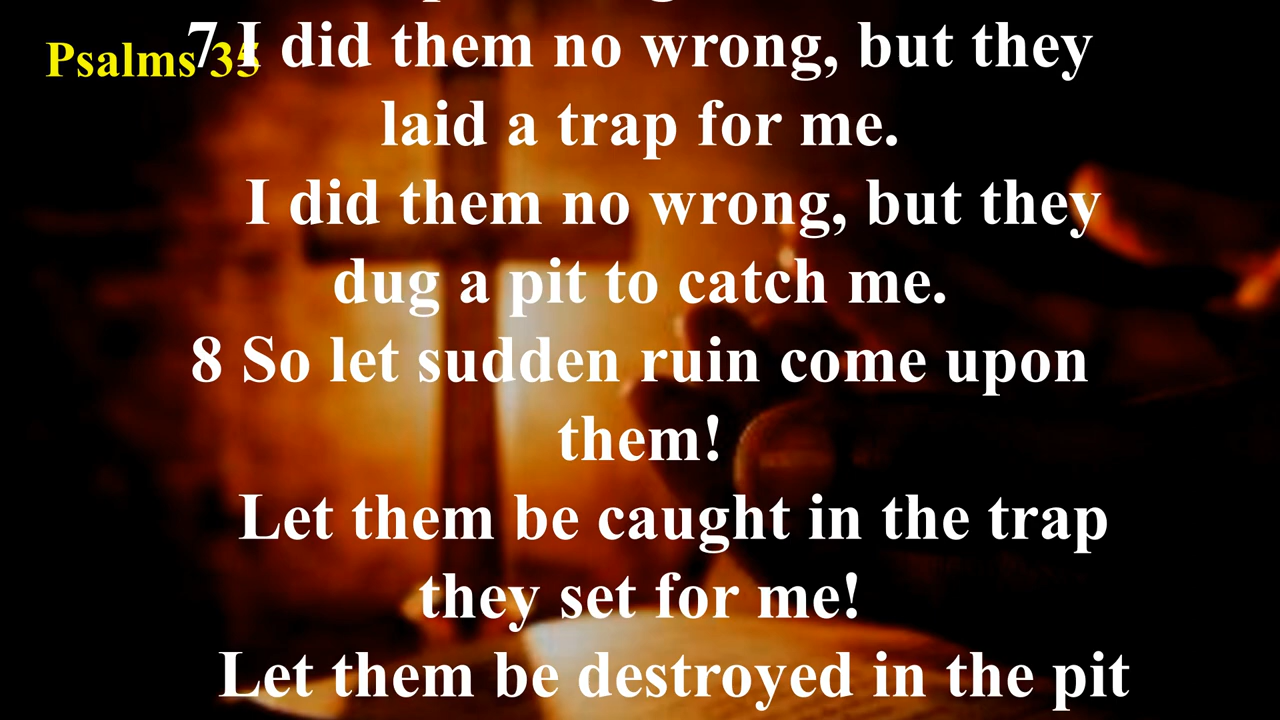 Psalms 35
7 I did them no wrong, but they
laid a trap for me.
I did them no wrong, but they
dug a pit to catch me.
8 So let sudden ruin come upon
them!
Let them be caught in the trap
they set for me!
Let them be destroyed in the pit